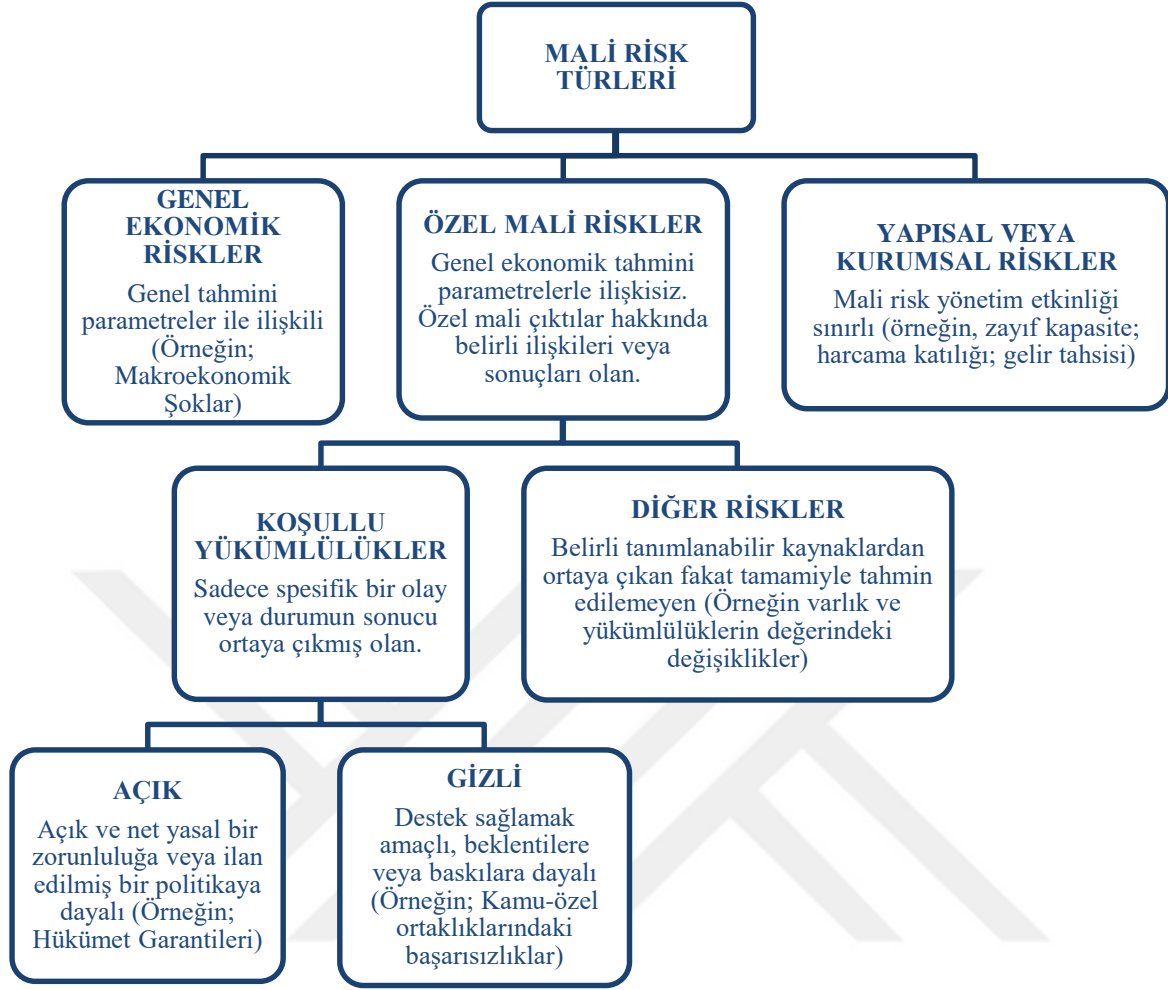 MALİ RİSK
TÜRLERİ
GENEL
EKONOMİK
RİSKLER
Genel tahmini
parametreler ile ilişkili
(Örneğin;
Makroekonomik
Şoklar)
ÖZEL MALİ RİSKLER
Genel ekonomik tahmini
parametrelerle ilişkisiz.
Özel mali çıktılar hakkında
belirli ilişkileri veya
sonuçları olan.
YAPISAL VEYA
KURUMSAL RİSKLER
Mali risk yönetim etkinliği
sınırlı (örneğin, zayıf kapasite;
harcama katılığı; gelir tahsisi)
KOŞULLU
YÜKÜMLÜLÜKLER
Sadece spesifik bir olay
veya durumun sonucu
ortaya çıkmış olan.
DİĞER RİSKLER
Belirli tanımlanabilir kaynaklardan
ortaya çıkan fakat tamamiyle tahmin
edilemeyen (Örneğin varlık ve
yükümlülüklerin değerindeki
değişiklikler)
AÇIK
Açık ve net yasal bir
zorunluluğa veya ilan
edilmiş bir politikaya
dayalı (Örneğin;
Hükümet Garantileri)
GİZLİ
Destek sağlamak
amaçlı, beklentilere
veya baskılara dayalı
(Örneğin; Kamu-özel
ortaklıklarındaki
başarısızlıklar)